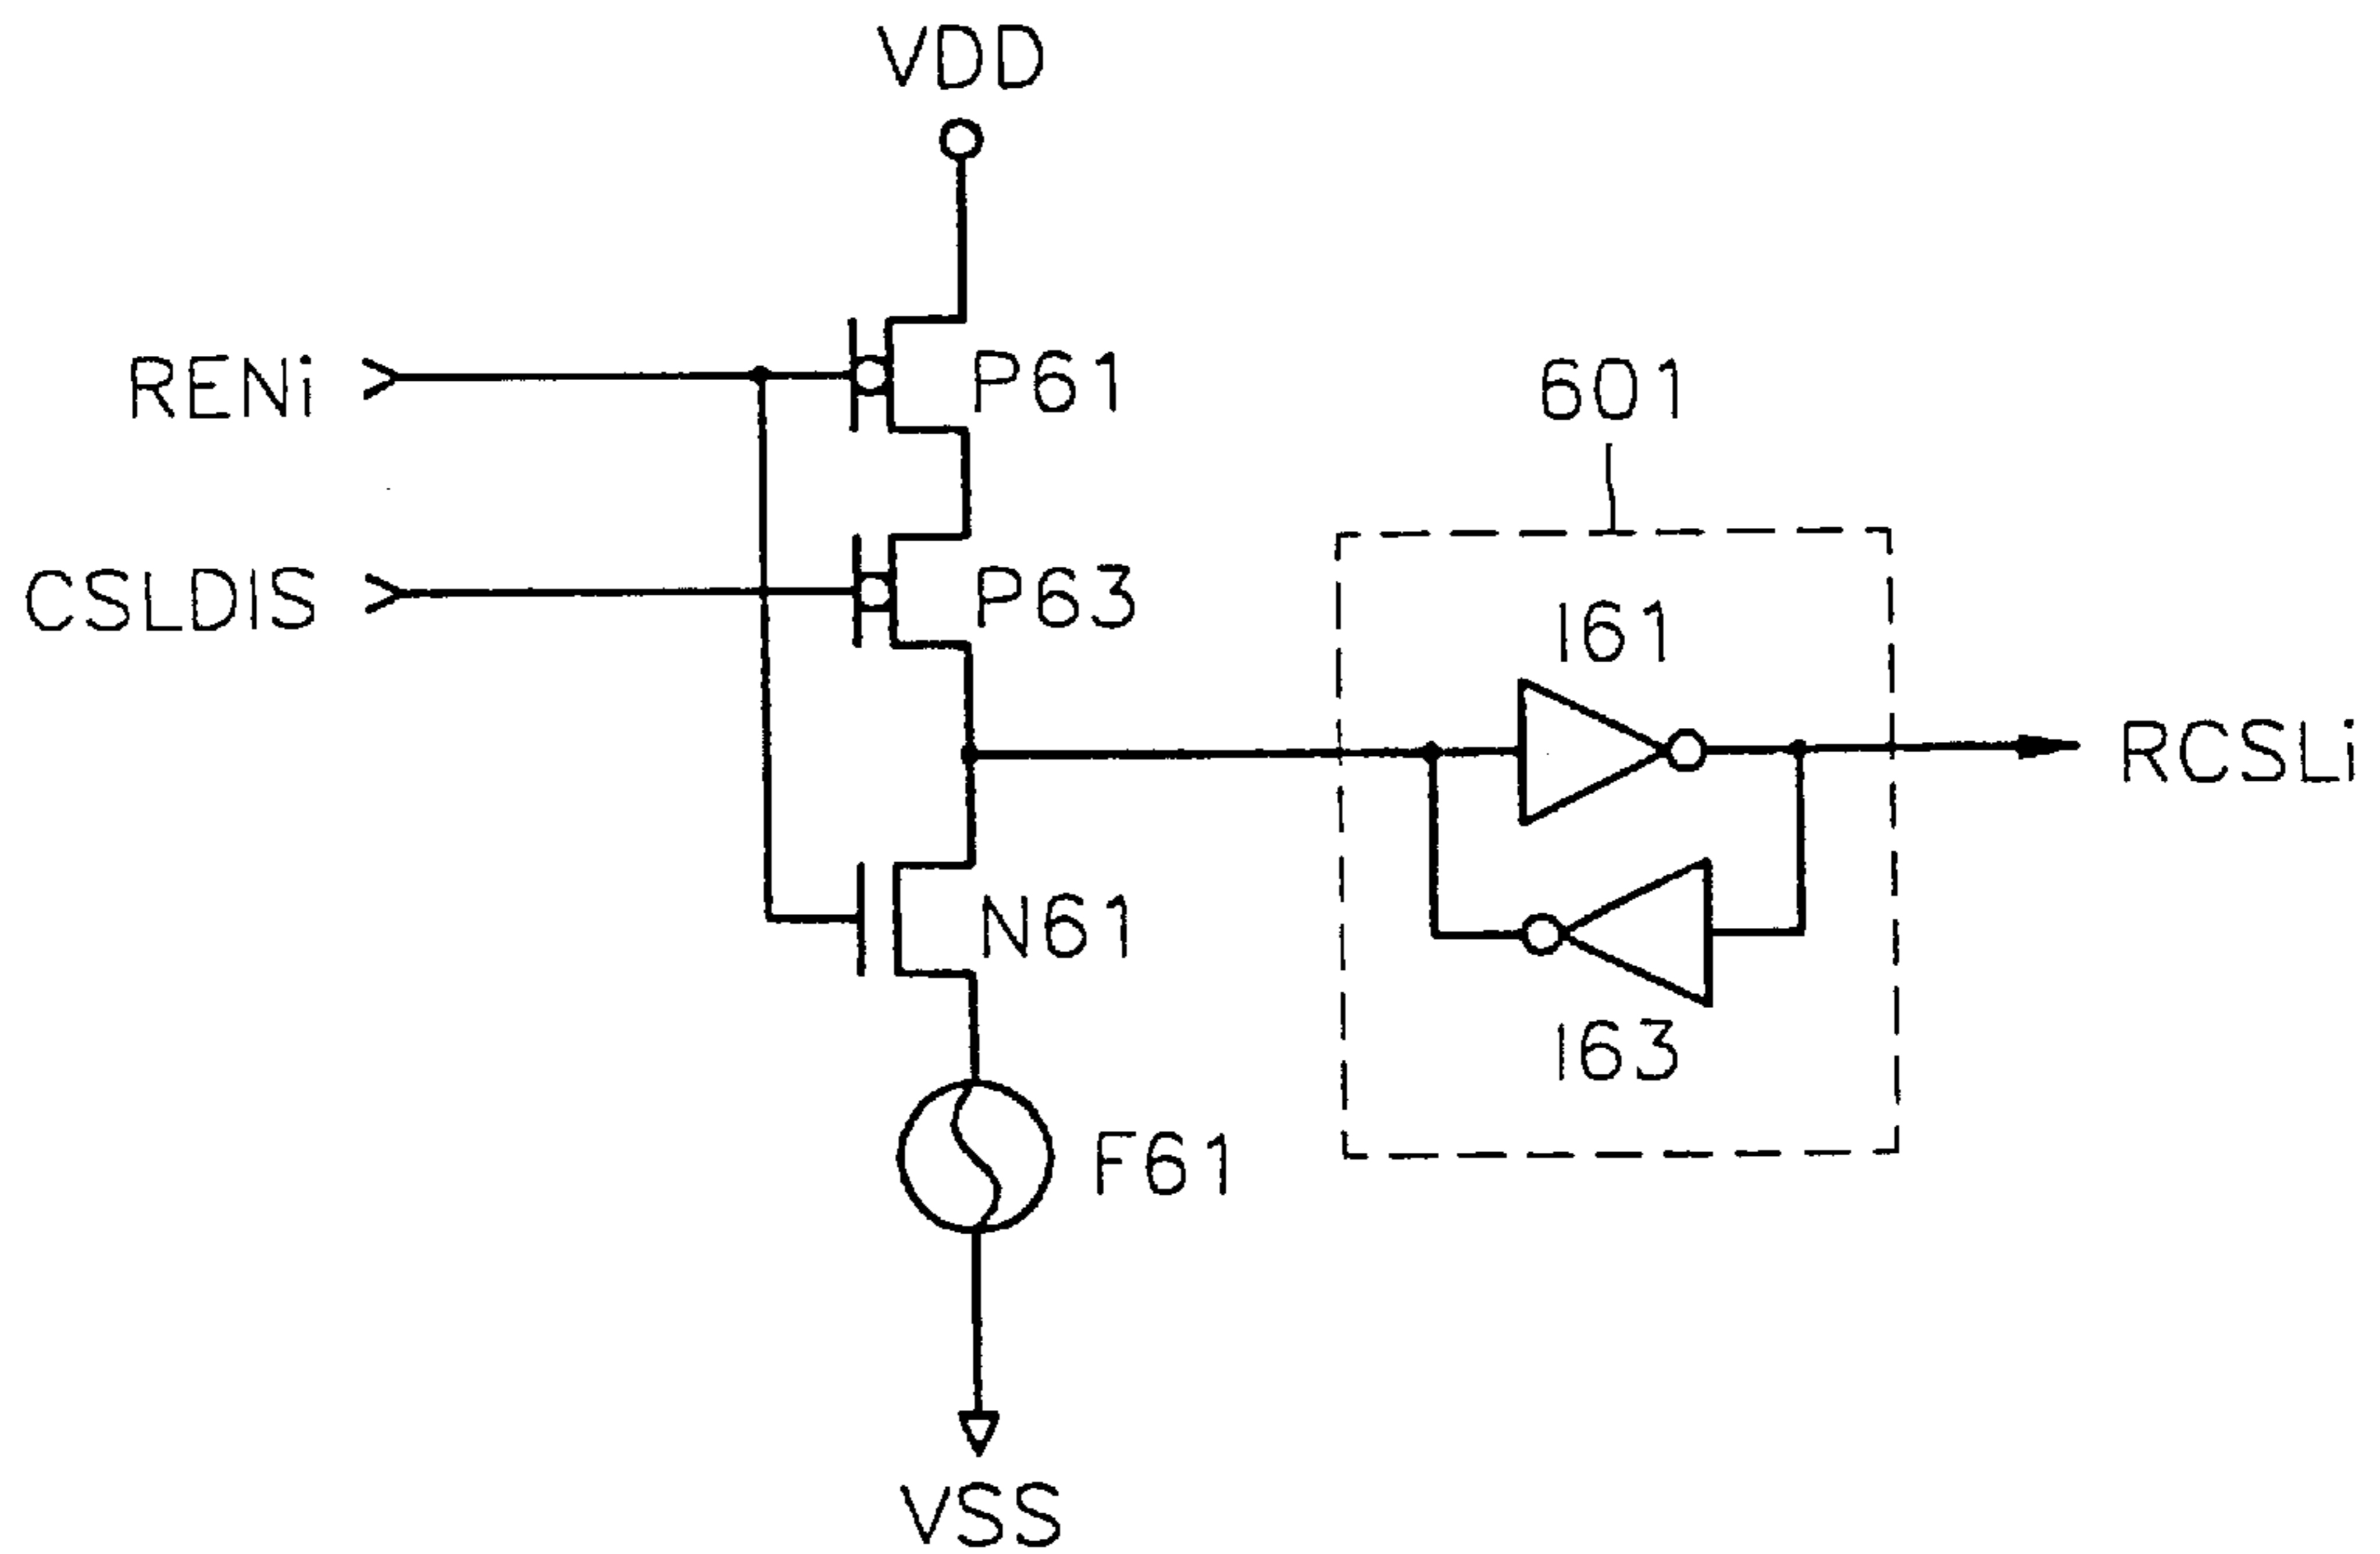 VDD
RENi
P61
601
CSLDIS
P63
I61
RCSLi
N61
I63
F61
VSS